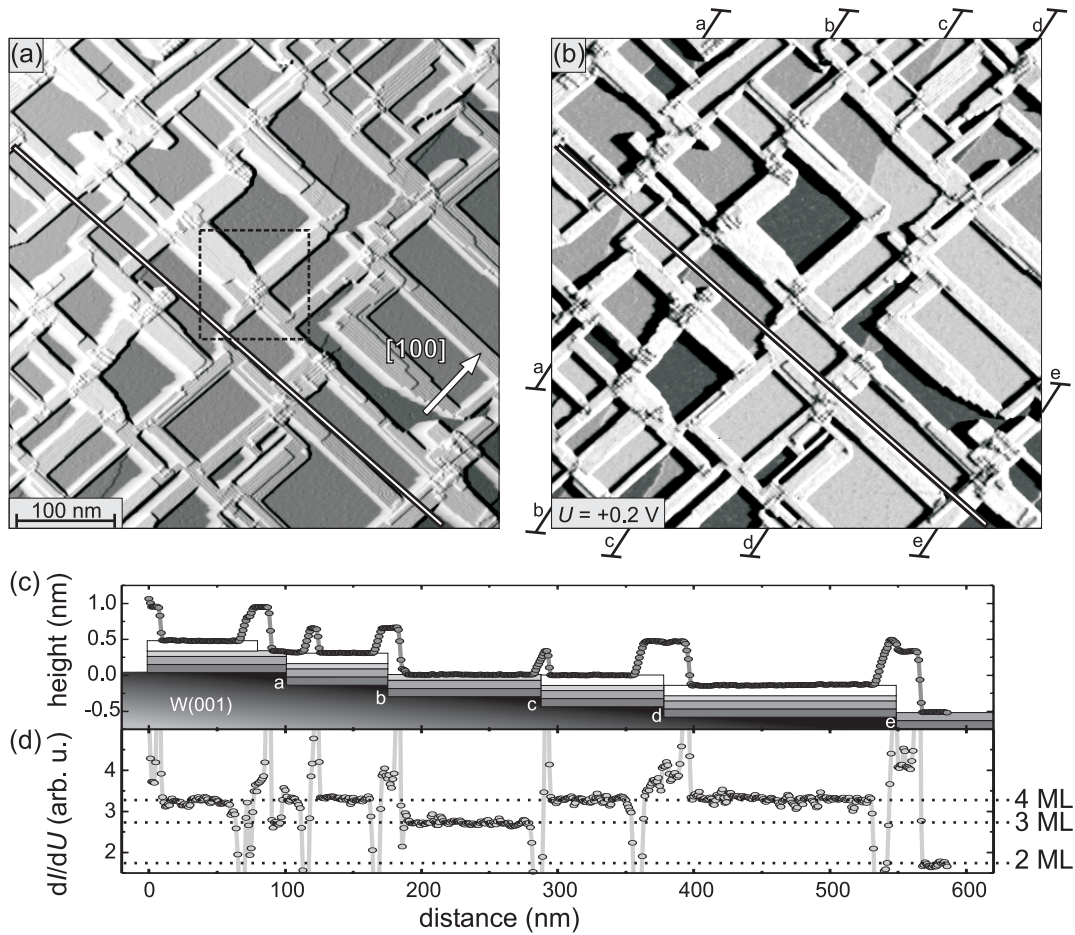 a b c d
(a) (b)
[100]
a e
100 nm
b U = +0.2 V
c d e
(c)
height (nm)
1.0
0.5
0.0
-0.5
W(001) a b c d e
(d)
dI/dU (arb. u.)
4
3
2
4 ML
3 ML
2 ML
0 100 200 300 400 500 600
distance (nm)